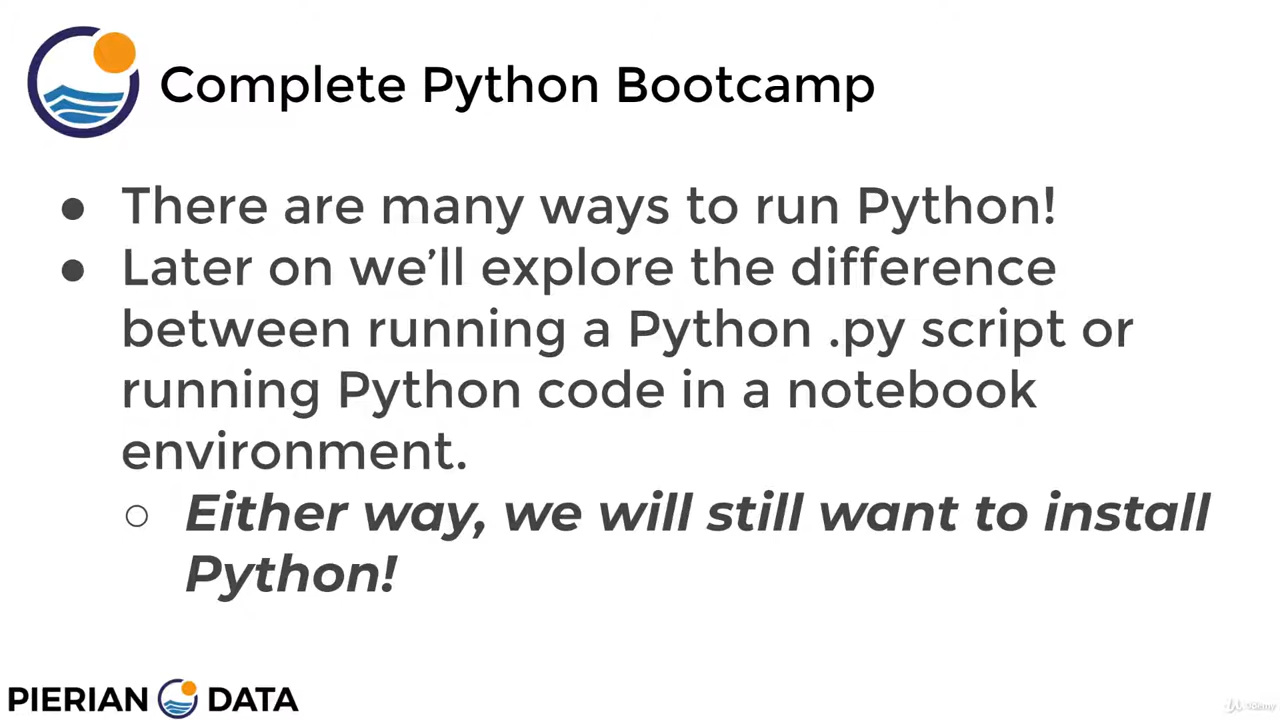 Complete Python Bootcamp
● There are many ways to run Python!
● Later on we’ll explore the difference
between running a Python .py script or
running Python code in a notebook
environment.
○ Either way, we will still want to install
Python!
PIERIAN DATA
Udemy